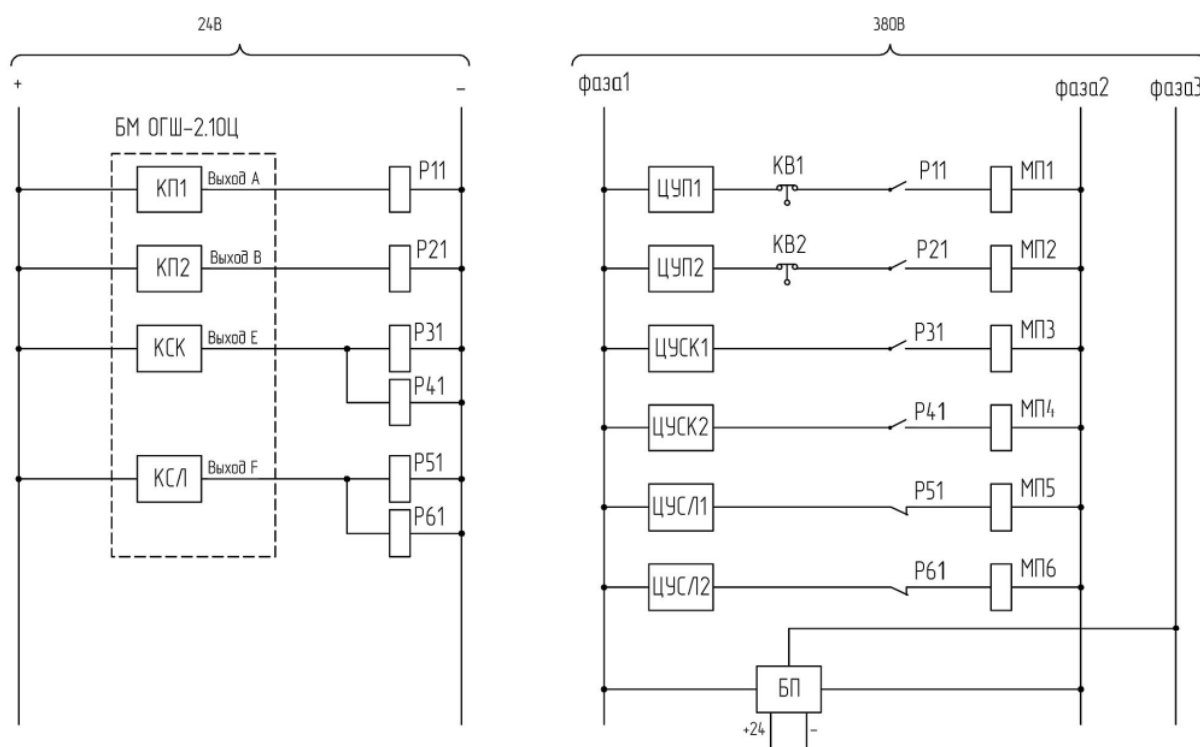 24В
380В
+
–
фаза1
фаза2
фаза3
БМ ОГШ-2.10Ц
КП1
Выход А
Р11
КП2
Выход В
Р21
КСК
Выход Е
Р31
Р41
КСЛ
Выход F
Р51
Р61
ЦУП1
КВ1
Р11
МП1
ЦУП2
КВ2
Р21
МП2
ЦУСК1
Р31
МП3
ЦУСК2
Р41
МП4
ЦУСЛ1
Р51
МП5
ЦУСЛ2
Р61
МП6
БП
+24
–